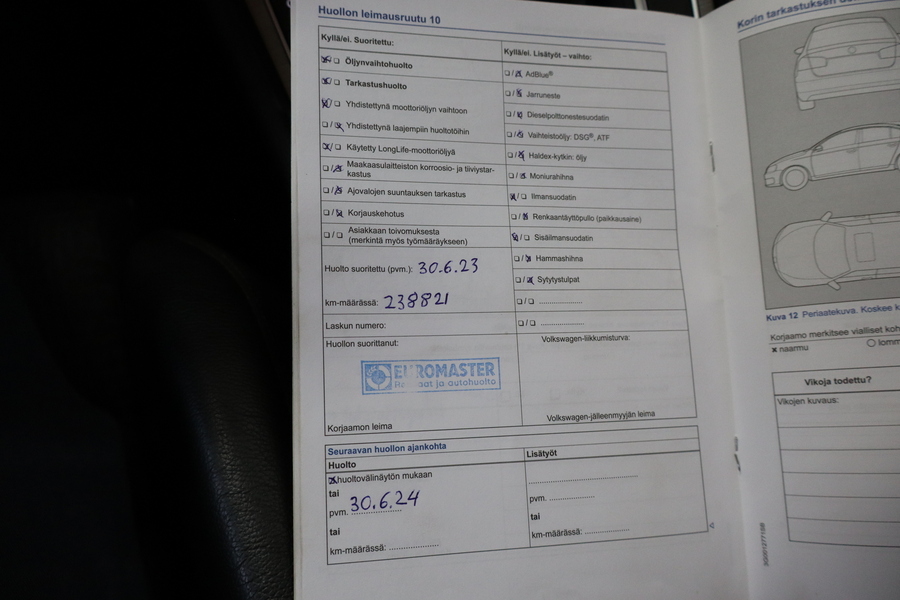 Huollon leimausruutu 10
Kyllä/ei. Suoritettu:
Öljynvaihtohuolto
Tarkastushuolto
Yhdistettynä moottoriöljyn vaihtoon
Yhdistettynä laajempiin huoltotöihin
Käytetty LongLife-moottoriöljyä
Maakaasulaitteiston korroosio- ja tiiviystar-
kastus
Ajovalojen suuntauksen tarkastus
Korjauskehotus
Asiakkaan toivomuksesta
(merkintä myös työmääräykseen)
Huolto suoritettu (pvm.): 30.6.23
km-määrässä: 238821
Laskun numero:
Huollon suorittanut:
EUROMASTER
Renkaat ja autohuolto
Korjaamon leima
Kyllä/ei. Lisätyöt – vaihto:
AdBlue®
Jarruneste
Dieselpolttonestesuodatin
Vaihteistoöljy: DSG®, ATF
Haldex-kytkin: öljy
Moniurahihna
Ilmansuodatin
Renkaantäyttöpullo (paikkausaine)
Sisäilmansuodatin
Hammashihna
Sytytystulpat
Volkswagen-liikkumisturva:
Volkswagen-jälleenmyyjän leima
Seuraavan huollon ajankohta
Huolto
huoltovälinäytön mukaan
tai
pvm. 30.6.24
tai
km-määrässä: ....................
Lisätyöt
pvm. ..................
tai
km-määrässä: ..................
Korin tarkastuksen
Kuva 12 Periaatekuva. Koskee
Korjaamo merkitsee vialliset
x naarmu
Vikoja todettu?
Vikojen kuvaus: